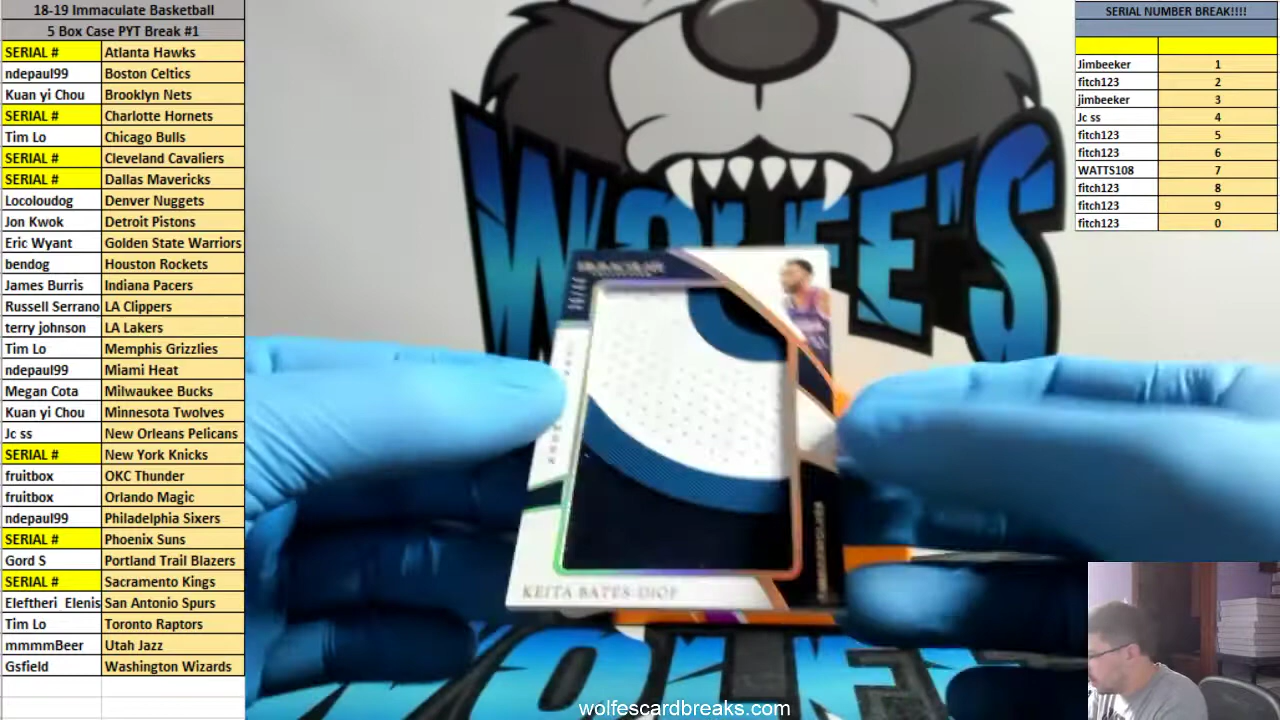 18-19 Immaculate Basketball
5 Box Case PYT Break #1
SERIAL # Atlanta Hawks
ndepaul99 Boston Celtics
Kuan yi Chou Brooklyn Nets
SERIAL # Charlotte Hornets
Tim Lo Chicago Bulls
SERIAL # Cleveland Cavaliers
SERIAL # Dallas Mavericks
Locoloudog Denver Nuggets
Jon Kwok Detroit Pistons
Eric Wyant Golden State Warriors
bendog Houston Rockets
James Burris Indiana Pacers
Russell Serrano LA Clippers
terry johnson LA Lakers
Tim Lo Memphis Grizzlies
ndepaul99 Miami Heat
Megan Cota Milwaukee Bucks
Kuan yi Chou Minnesota Twolves
Jc ss New Orleans Pelicans
SERIAL # New York Knicks
fruitbox OKC Thunder
fruitbox Orlando Magic
ndepaul99 Philadelphia Sixers
SERIAL # Phoenix Suns
Gord S Portland Trail Blazers
SERIAL # Sacramento Kings
Eleftheri Elenis San Antonio Spurs
Tim Lo Toronto Raptors
mmmmBeer Utah Jazz
Gsfield Washington Wizards
WOLFE'S
KEITA BATES-DIOP
WOLFE
wolfescardbreaks.com
SERIAL NUMBER BREAK!!!!
Jimbeeker 1
fitch123 2
jimbeeker 3
Jc ss 4
fitch123 5
fitch123 6
WATTS108 7
fitch123 8
fitch123 9
fitch123 0